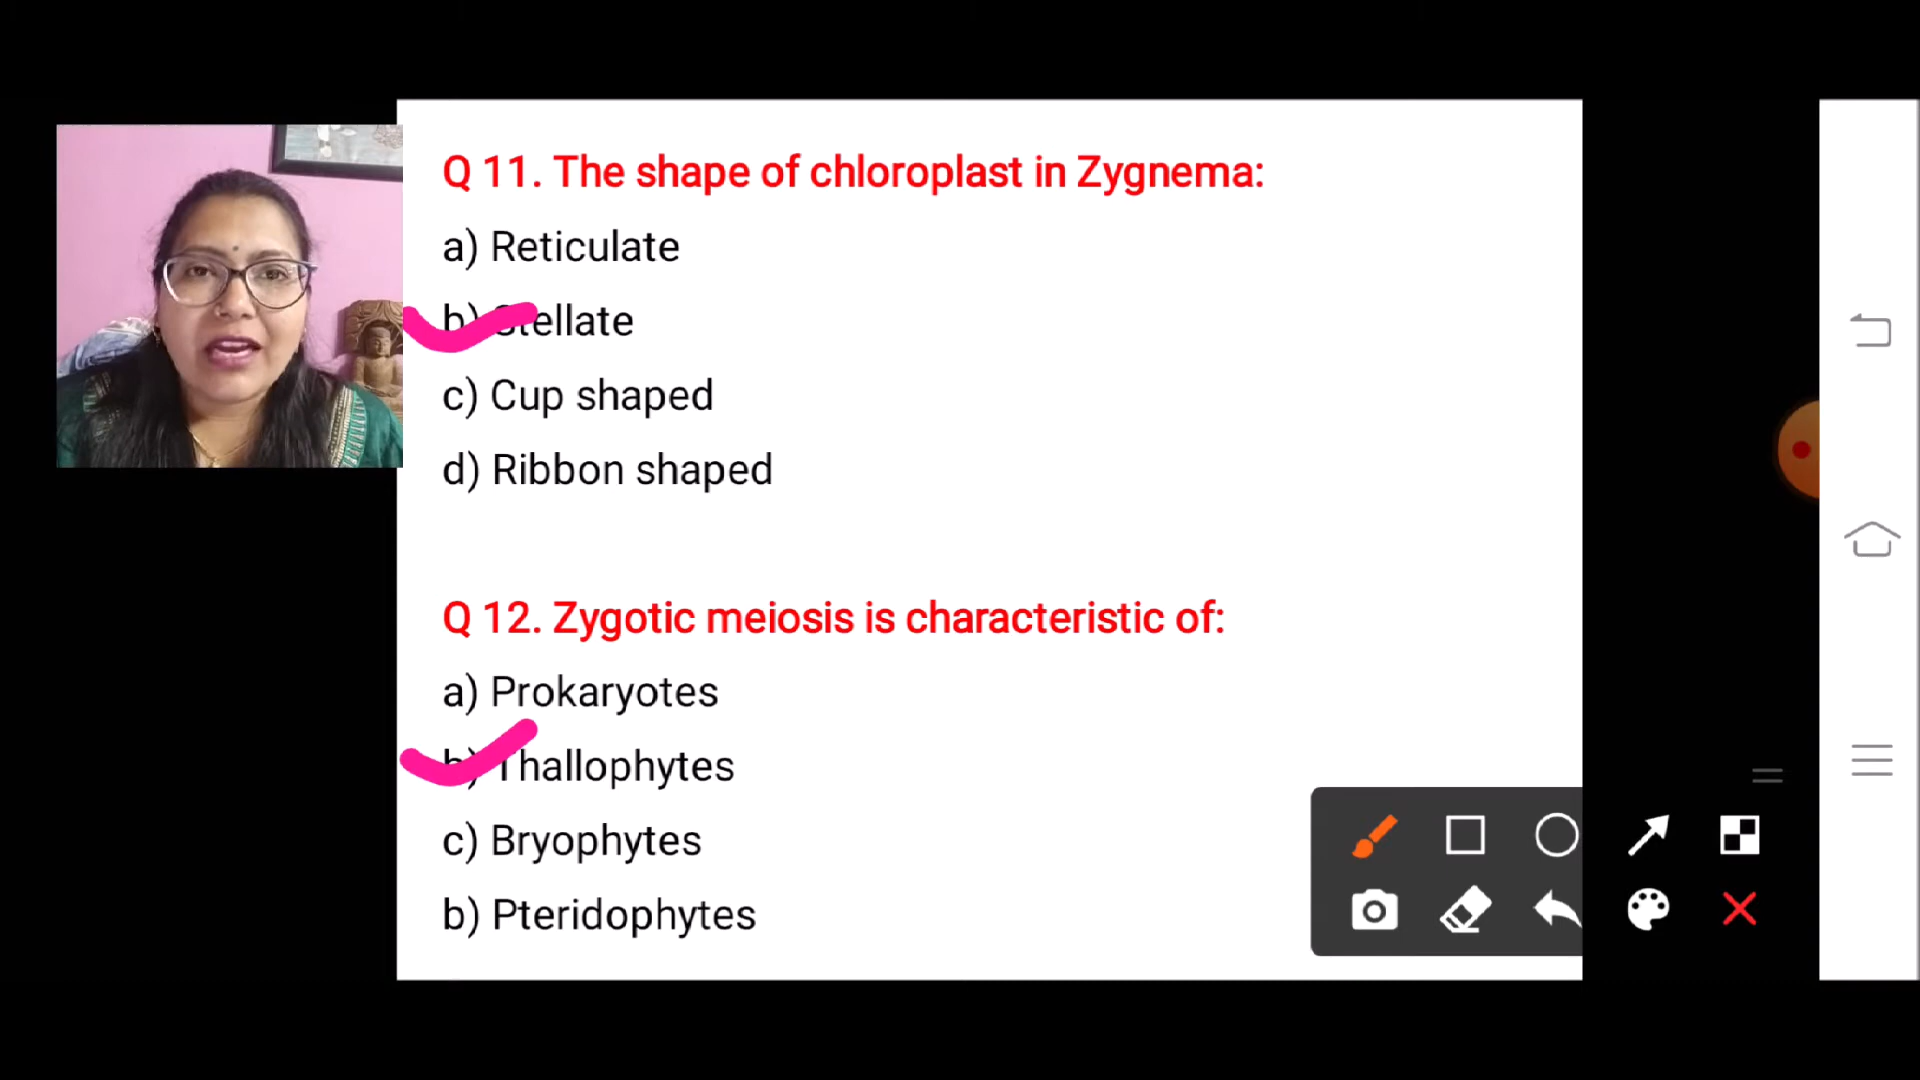 Q 11. The shape of chloroplast in Zygnema:
a) Reticulate
b) Stellate
c) Cup shaped
d) Ribbon shaped
Q 12. Zygotic meiosis is characteristic of:
a) Prokaryotes
b) Thallophytes
c) Bryophytes
b) Pteridophytes